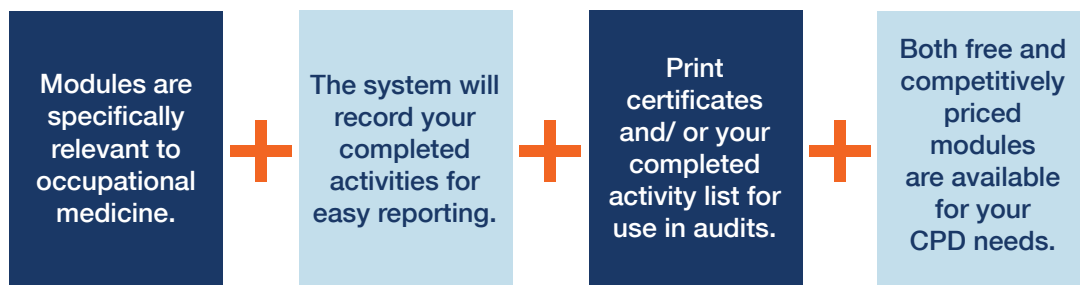 Modules are
specifically
relevant to
occupational
medicine.
The system will
record your
completed
activities for
easy reporting.
Print
certificates
and/ or your
completed
activity list for
use in audits.
Both free and
competitively
priced
modules
are available
for your
CPD needs.